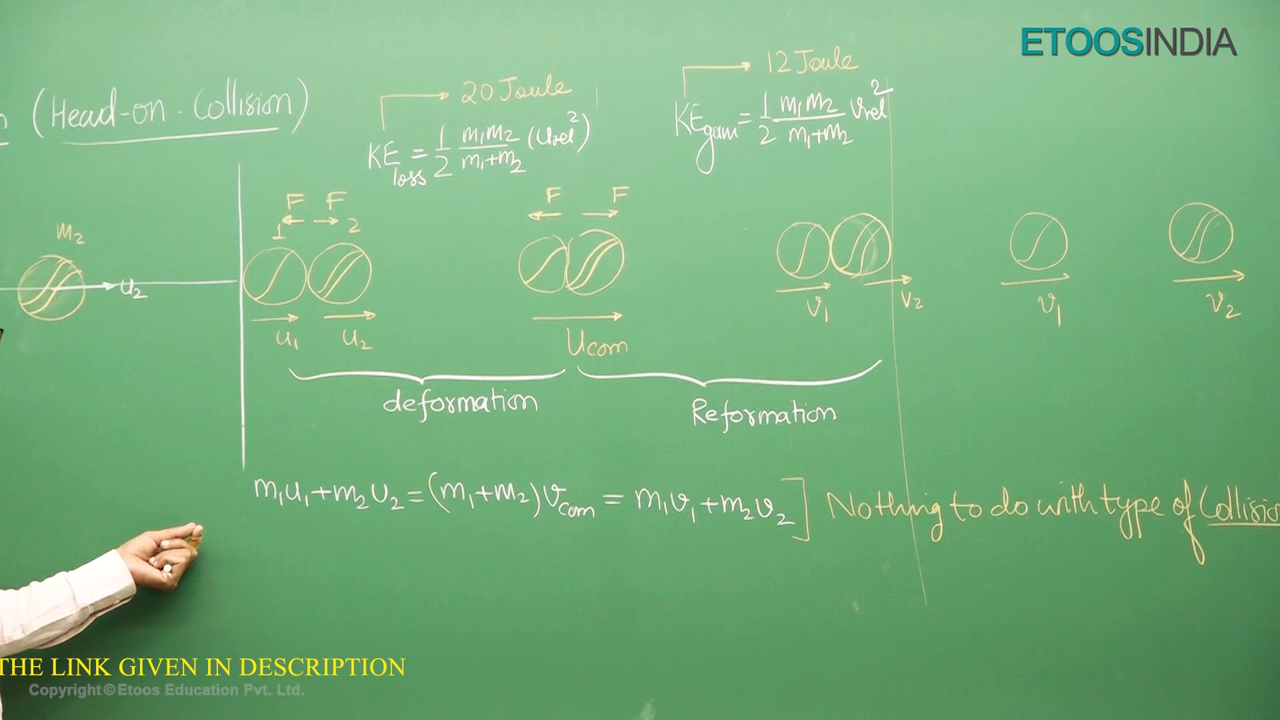 ETOOSINDIA
(Head-on-Collision)
20 Joule
12 Joule
KE loss = 1/2 m₁m₂/(m₁+m₂) (Urel²)
KE gain = 1/2 m₁m₂/(m₁+m₂) Vrel²
F F
F F
m₂
1 2
u₂
u₁ u₂
Ucom
v₁ v₂
v₁ v₂
deformation
Reformation
m₁u₁+m₂u₂=(m₁+m₂)Vcom = m₁v₁+m₂v₂] Nothing to do with type of Collision
THE LINK GIVEN IN DESCRIPTION
Copyright © Etoos Education Pvt. Ltd.